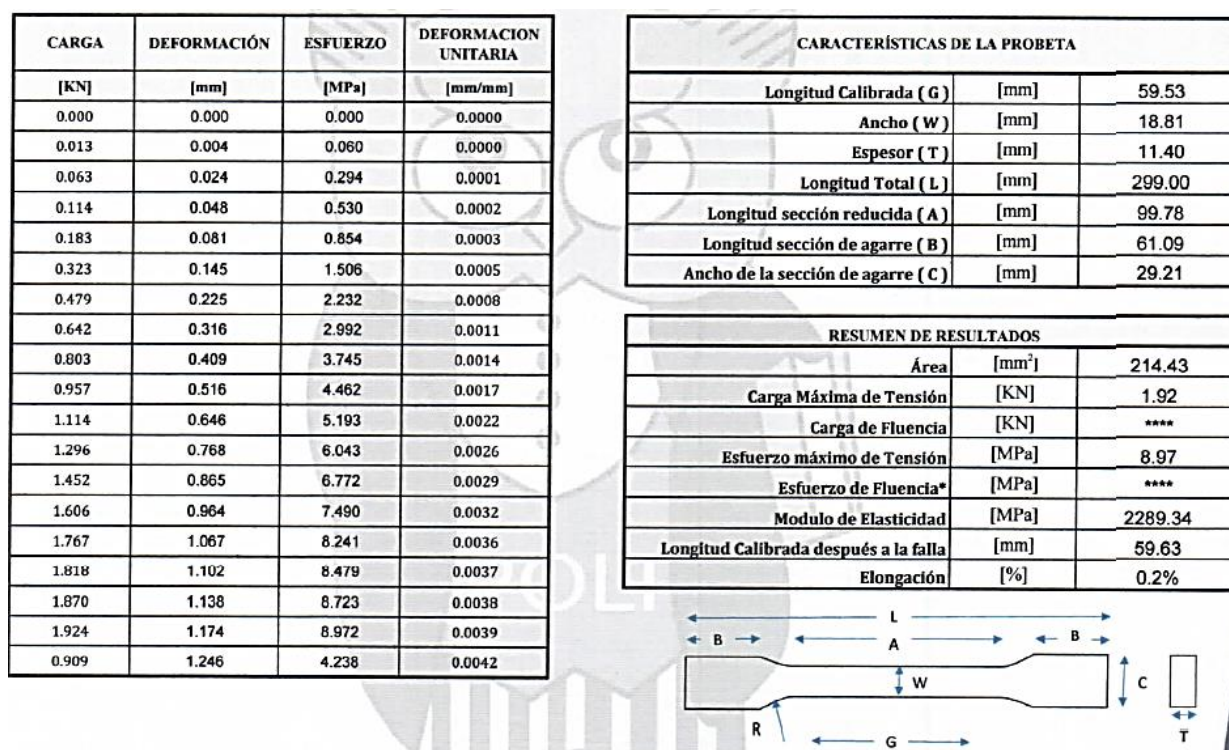 CARGA DEFORMACIÓN ESFUERZO DEFORMACION UNITARIA
[KN] [mm] [MPa] [mm/mm]
0.000 0.000 0.000 0.0000
0.013 0.004 0.060 0.0000
0.063 0.024 0.294 0.0001
0.114 0.048 0.530 0.0002
0.183 0.081 0.854 0.0003
0.323 0.145 1.506 0.0005
0.479 0.225 2.232 0.0008
0.642 0.316 2.992 0.0011
0.803 0.409 3.745 0.0014
0.957 0.516 4.462 0.0017
1.114 0.646 5.193 0.0022
1.296 0.768 6.043 0.0026
1.452 0.865 6.772 0.0029
1.606 0.964 7.490 0.0032
1.767 1.067 8.241 0.0036
1.818 1.102 8.479 0.0037
1.870 1.138 8.723 0.0038
1.924 1.174 8.972 0.0039
0.909 1.246 4.238 0.0042
CARACTERÍSTICAS DE LA PROBETA
Longitud Calibrada ( G ) [mm] 59.53
Ancho ( W ) [mm] 18.81
Espesor ( T ) [mm] 11.40
Longitud Total ( L ) [mm] 299.00
Longitud sección reducida ( A ) [mm] 99.78
Longitud sección de agarre ( B ) [mm] 61.09
Ancho de la sección de agarre ( C ) [mm] 29.21
RESUMEN DE RESULTADOS
Área [mm²] 214.43
Carga Máxima de Tensión [KN] 1.92
Carga de Fluencia [KN] ****
Esfuerzo máximo de Tensión [MPa] 8.97
Esfuerzo de Fluencia* [MPa] ****
Modulo de Elasticidad [MPa] 2289.34
Longitud Calibrada después a la falla [mm] 59.63
Elongación [%] 0.2%
L
B A B
W C
R G T
POLI